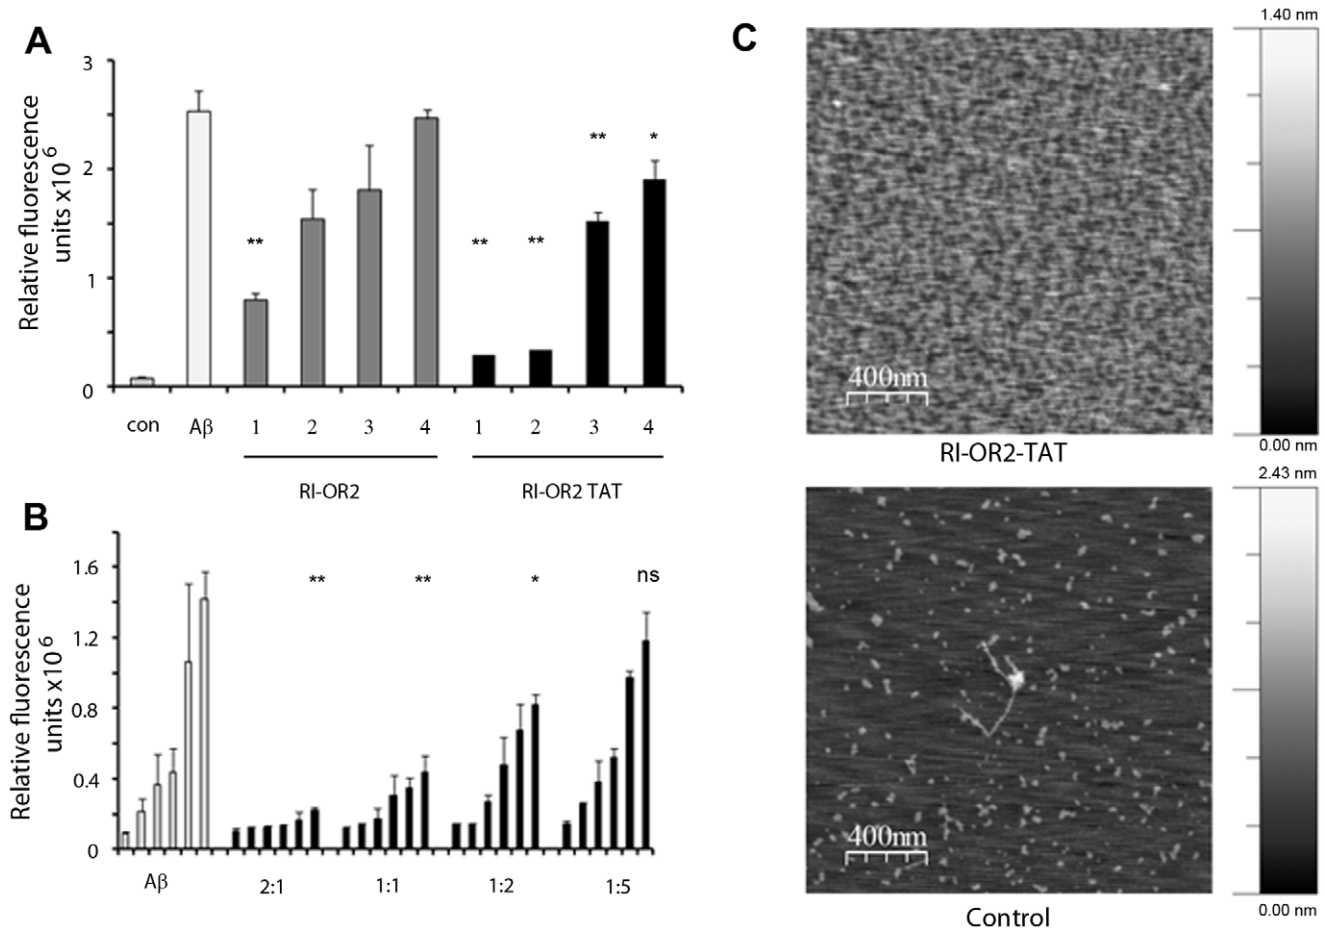 A
Relative fluorescence
units x10 6
3
2
1
0
** ** ** ** *
con Aβ 1 2 3 4 1 2 3 4
RI-OR2 RI-OR2 TAT
B
Relative fluorescence
units x10 6
1.6
1.2
0.8
0.4
0
** ** * ns
Aβ 2:1 1:1 1:2 1:5
C
1.40 nm
400nm
0.00 nm
RI-OR2-TAT
2.43 nm
400nm
0.00 nm
Control